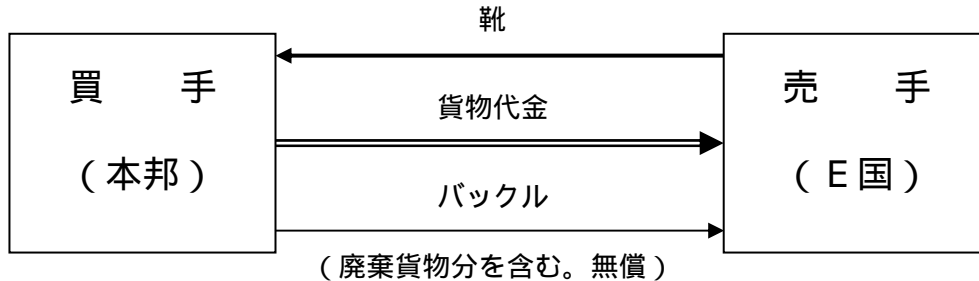 靴
買　　手
（本邦）
貨物代金
売　　手
（Ｅ国）
バックル
（廃棄貨物分を含む。無償）